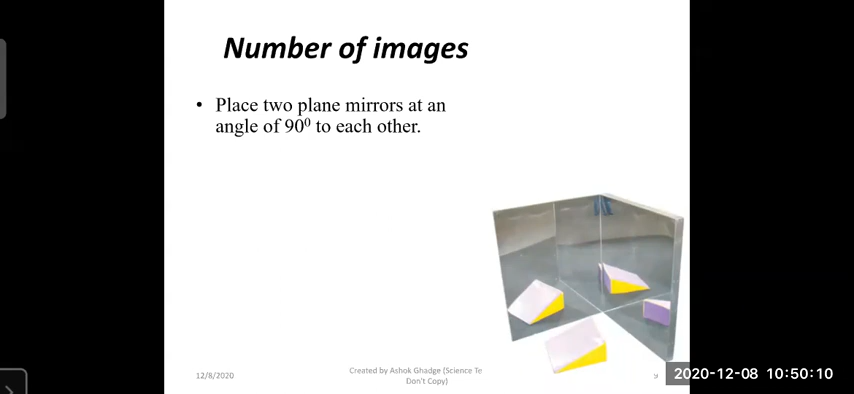 Number of images
• Place two plane mirrors at an
angle of 90⁰ to each other.
12/8/2020
Created by Ashok Ghadge (Science Te
Don't Copy)
9
2020-12-08 10:50:10